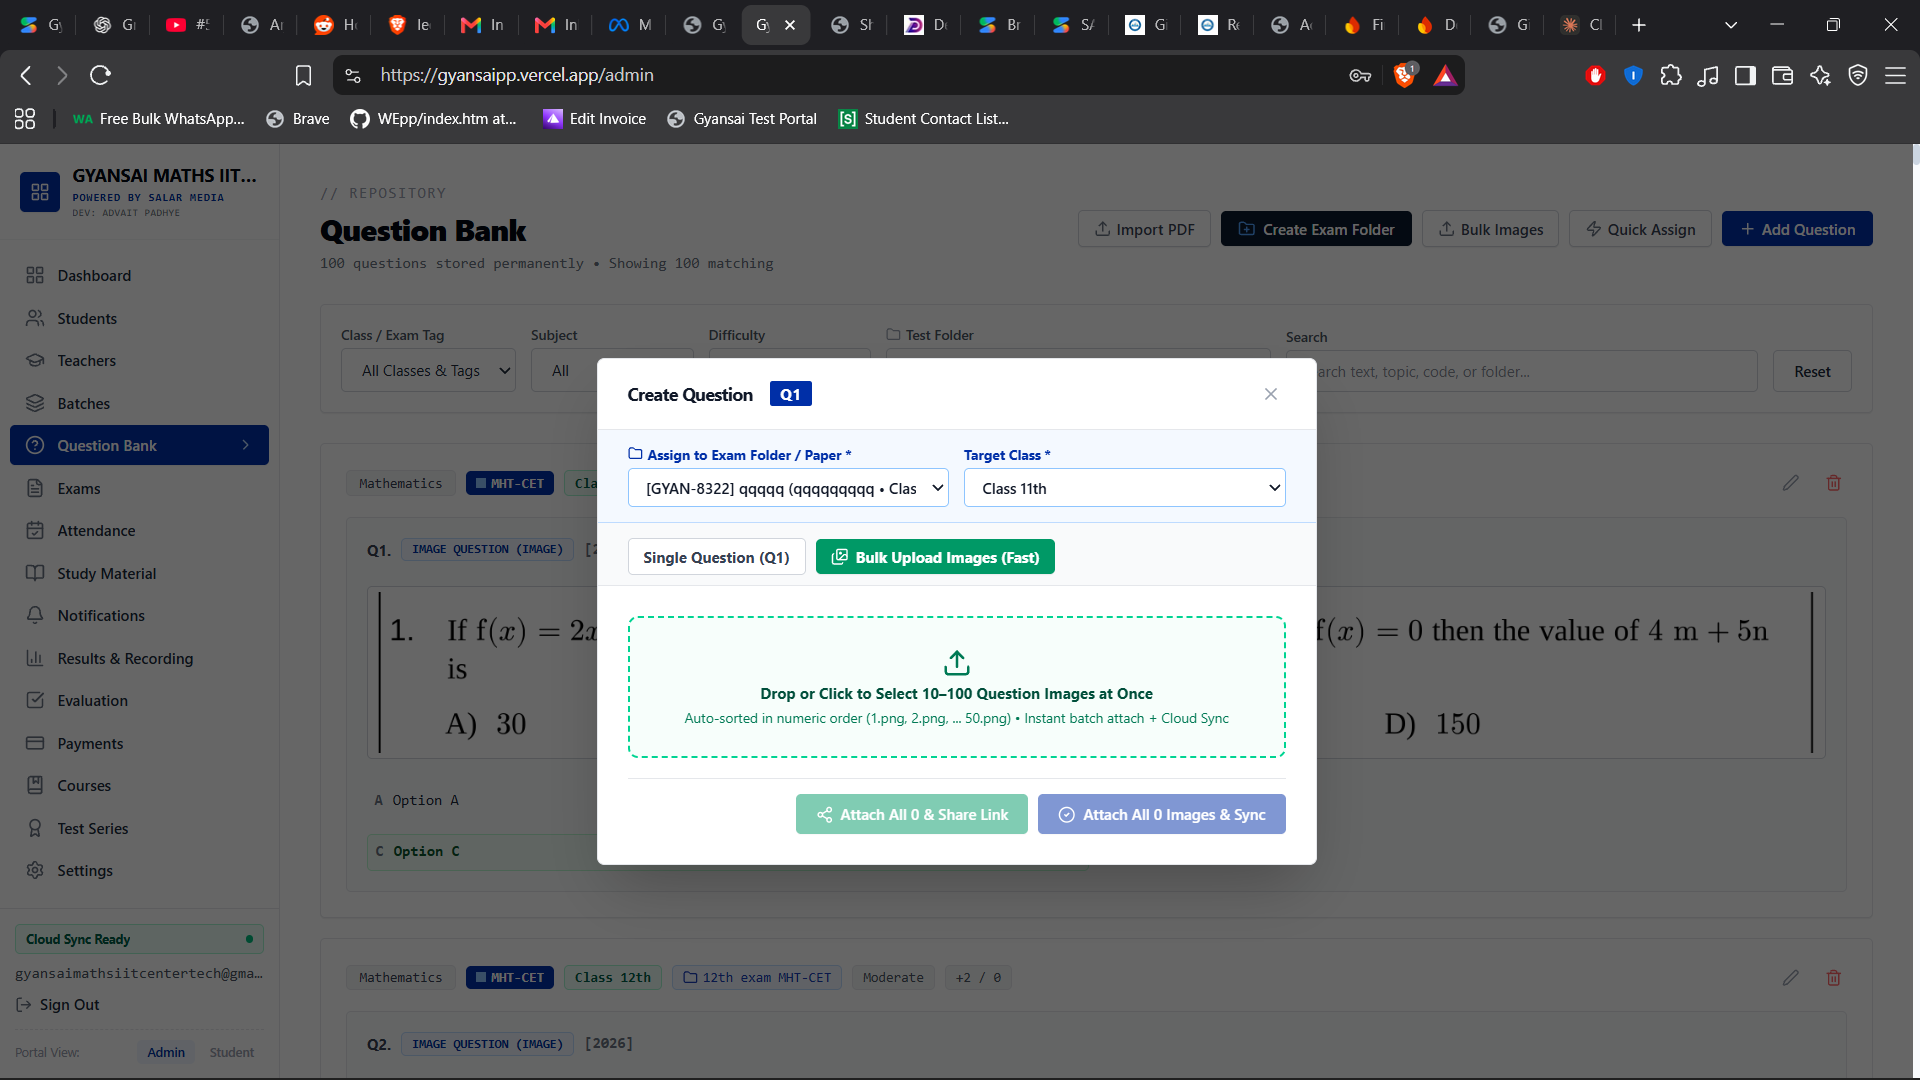 https://gyansaipp.vercel.app/admin
WA Free Bulk WhatsApp...
Brave
WEpp/index.htm at...
Edit Invoice
Gyansai Test Portal
[S] Student Contact List...
GYANSAI MATHS IIT...
POWERED BY SALAR MEDIA
DEV: ADVAIT PADHYE
Dashboard
Students
Teachers
Batches
Question Bank
Exams
Attendance
Study Material
Notifications
Results & Recording
Evaluation
Payments
Courses
Test Series
Settings
Cloud Sync Ready
gyansaimathsiitcentertech@gma...
Sign Out
Portal View:
Admin
Student
// REPOSITORY
Question Bank
100 questions stored permanently • Showing 100 matching
Import PDF
Create Exam Folder
Bulk Images
Quick Assign
+ Add Question
Class / Exam Tag
Subject
Difficulty
Test Folder
Search
All Classes & Tags
All
arch text, topic, code, or folder...
Reset
Create Question
Q1
Assign to Exam Folder / Paper *
Target Class *
[GYAN-8322] qqqqq (qqqqqqqqq • Clas
Class 11th
Single Question (Q1)
Bulk Upload Images (Fast)
Drop or Click to Select 10–100 Question Images at Once
Auto-sorted in numeric order (1.png, 2.png, ... 50.png) • Instant batch attach + Cloud Sync
Attach All 0 & Share Link
Attach All 0 Images & Sync
Mathematics
MHT-CET
Cla
Q1.
IMAGE QUESTION (IMAGE)
[2
1. If f(x) = 2x
f(x) = 0 then the value of 4 m + 5n
is
A) 30
D) 150
A Option A
C Option C
Mathematics
MHT-CET
Class 12th
12th exam MHT-CET
Moderate
+2 / 0
Q2.
IMAGE QUESTION (IMAGE)
[2026]